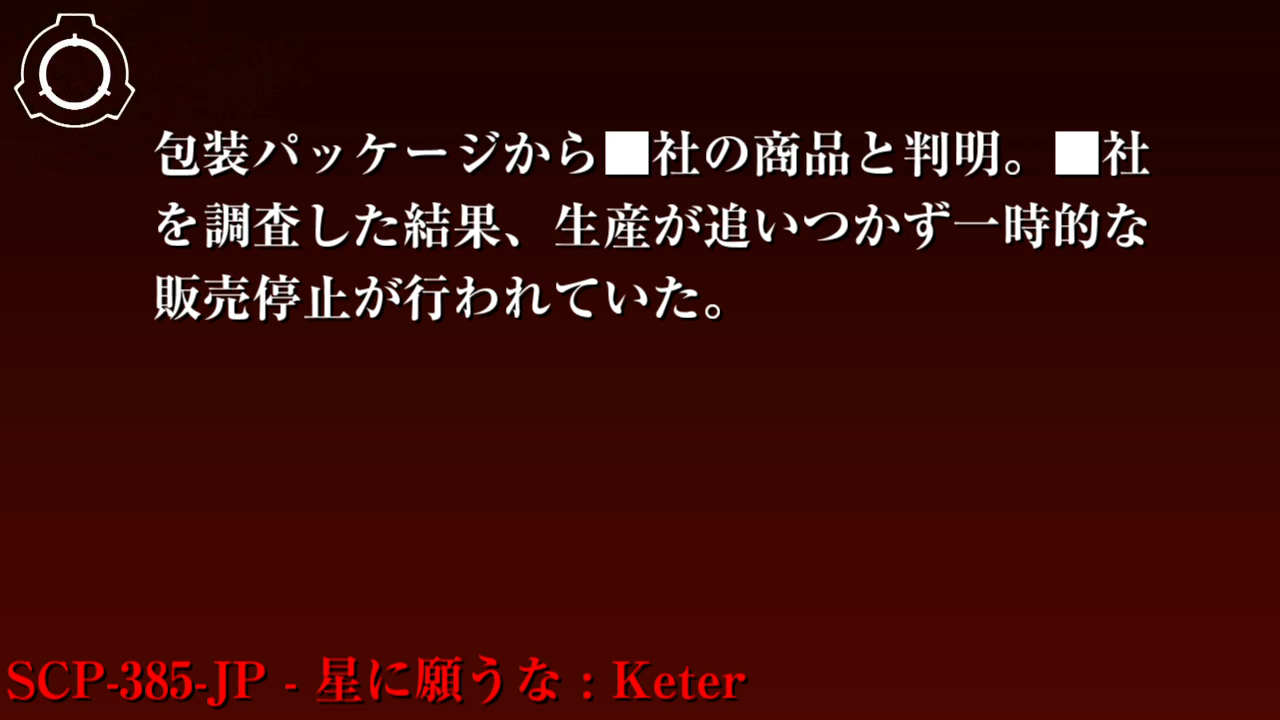 包装パッケージから■社の商品と判明。■社
を調査した結果、生産が追いつかず一時的な
販売停止が行われていた。
SCP-385-JP - 星に願うな : Keter